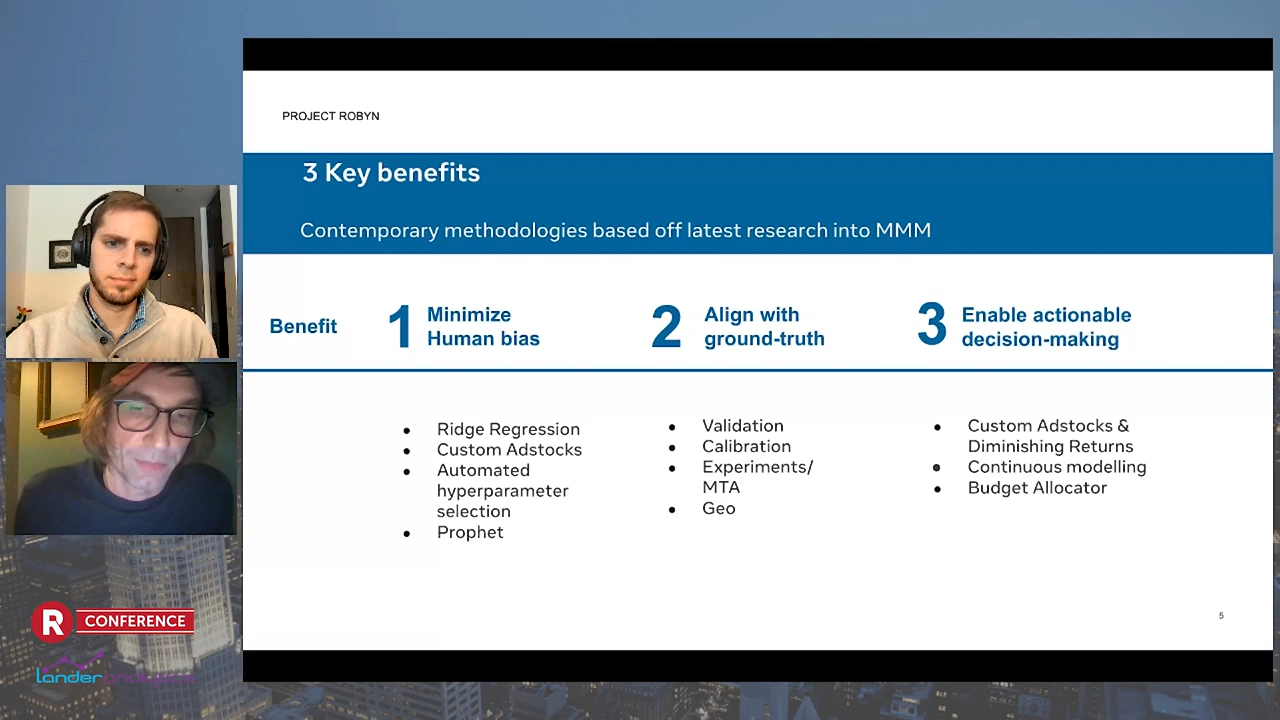 PROJECT ROBYN
3 Key benefits
Contemporary methodologies based off latest research into MMM
Benefit
1 Minimize
Human bias
2 Align with
ground-truth
3 Enable actionable
decision-making
• Ridge Regression
• Custom Adstocks
• Automated
hyperparameter
selection
• Prophet
• Validation
• Calibration
• Experiments/
MTA
• Geo
• Custom Adstocks &
Diminishing Returns
• Continuous modelling
• Budget Allocator
5
R CONFERENCE
landeranalytics